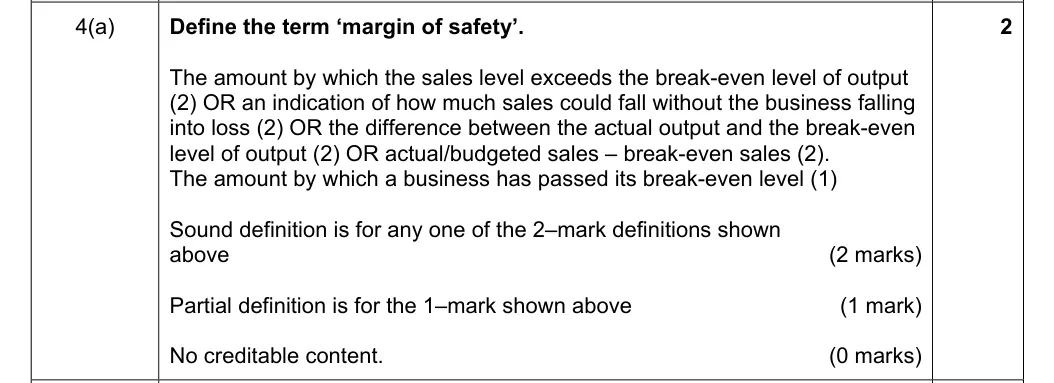 4(a) Define the term ‘margin of safety’. 2
The amount by which the sales level exceeds the break-even level of output
(2) OR an indication of how much sales could fall without the business falling
into loss (2) OR the difference between the actual output and the break-even
level of output (2) OR actual/budgeted sales – break-even sales (2).
The amount by which a business has passed its break-even level (1)
Sound definition is for any one of the 2–mark definitions shown
above (2 marks)
Partial definition is for the 1–mark shown above (1 mark)
No creditable content. (0 marks)